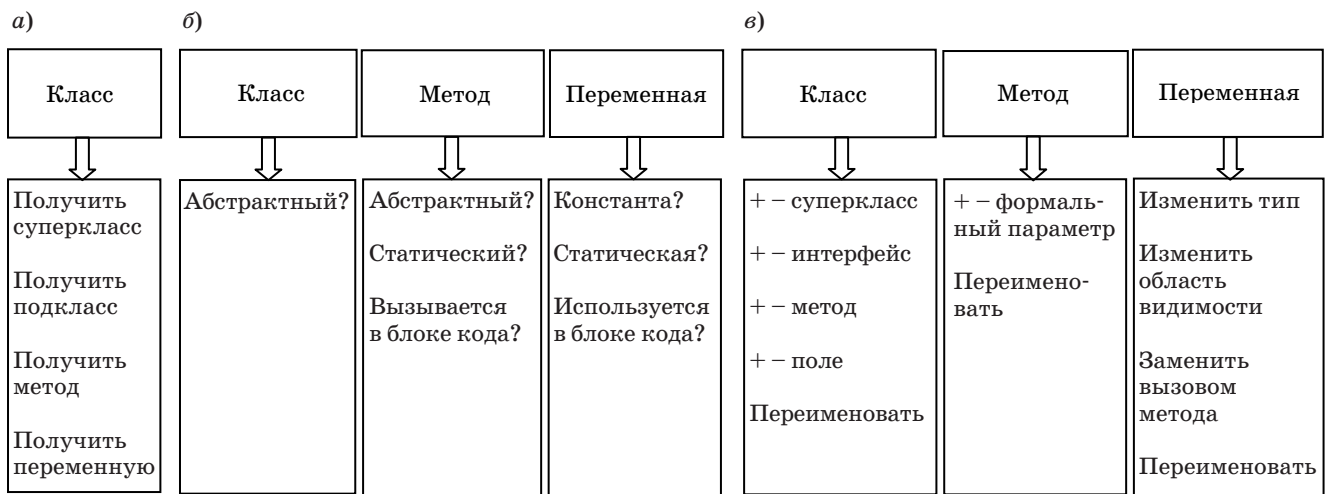 а)
Класс
Получить
суперкласс
Получить
подкласс
Получить
метод
Получить
переменную
б)
Класс
Абстрактный?
Метод
Абстрактный?
Статический?
Вызывается
в блоке кода?
Переменная
Константа?
Статическая?
Используется
в блоке кода?
в)
Класс
+ − суперкласс
+ − интерфейс
+ − метод
+ − поле
Переименовать
Метод
+ − формаль-
ный параметр
Переимено-
вать
Переменная
Изменить тип
Изменить
область
видимости
Заменить
вызовом
метода
Переименовать